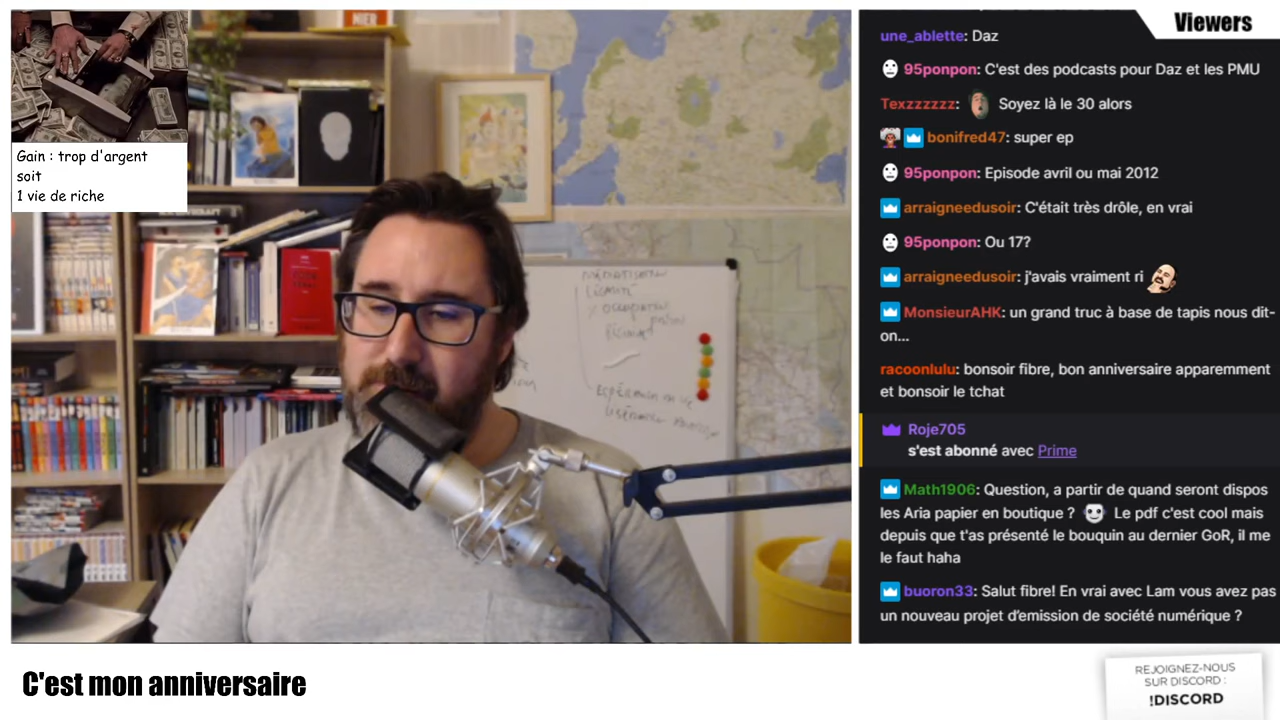 Viewers
NIER
Gain : trop d'argent
soit
1 vie de riche
une_ablette: Daz
95ponpon: C'est des podcasts pour Daz et les PMU
Texzzzzzz: Soyez là le 30 alors
bonifred47: super ep
95ponpon: Episode avril ou mai 2012
arraigneedusoir: C'était très drôle, en vrai
95ponpon: Ou 17?
arraigneedusoir: j'avais vraiment ri
MonsieurAHK: un grand truc à base de tapis nous dit-
on...
racoonlulu: bonsoir fibre, bon anniversaire apparemment
et bonsoir le tchat
Roje705
s'est abonné avec Prime
Math1906: Question, a partir de quand seront dispos
les Aria papier en boutique ? Le pdf c'est cool mais
depuis que t'as présenté le bouquin au dernier GoR, il me
le faut haha
buoron33: Salut fibre! En vrai avec Lam vous avez pas
un nouveau projet d'emission de société numérique ?
C'est mon anniversaire
REJOIGNEZ-NOUS
SUR DISCORD :
!DISCORD